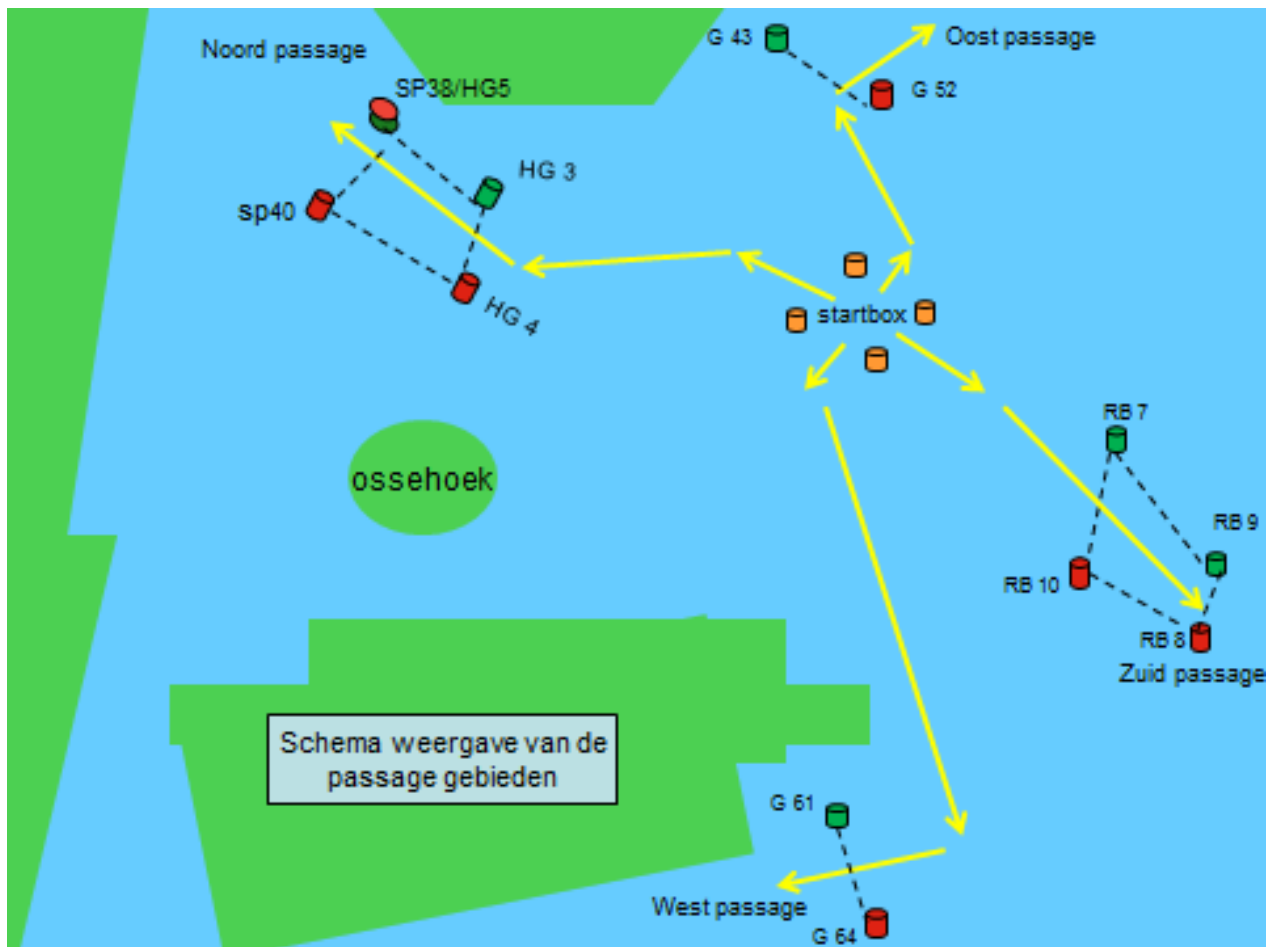 G 43
Oost passage
Noord passage
SP38/HG5
G 52
HG 3
sp40
HG 4
startbox
RB 7
ossehoek
RB 9
RB 10
RB 8
Zuid passage
Schema weergave van de
passage gebieden
G 61
West passage
G 64